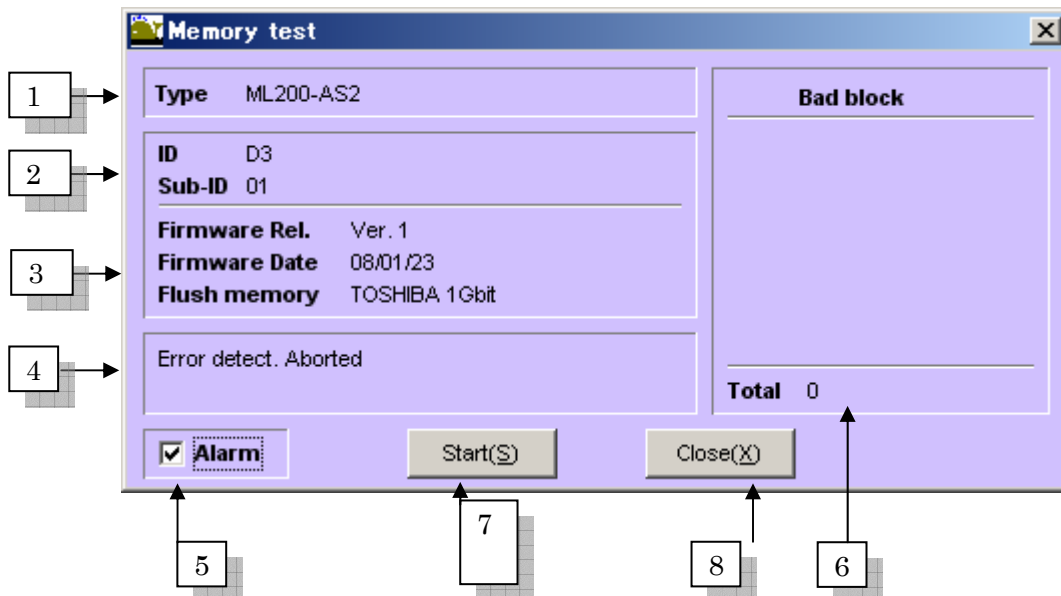 Memory test
1
Type ML200-AS2
Bad block
2
ID D3
Sub-ID 01
3
Firmware Rel. Ver. 1
Firmware Date 08/01/23
Flush memory TOSHIBA 1Gbit
4
Error detect. Aborted
Total 0
Alarm
Start(S)
Close(X)
5
7
8
6